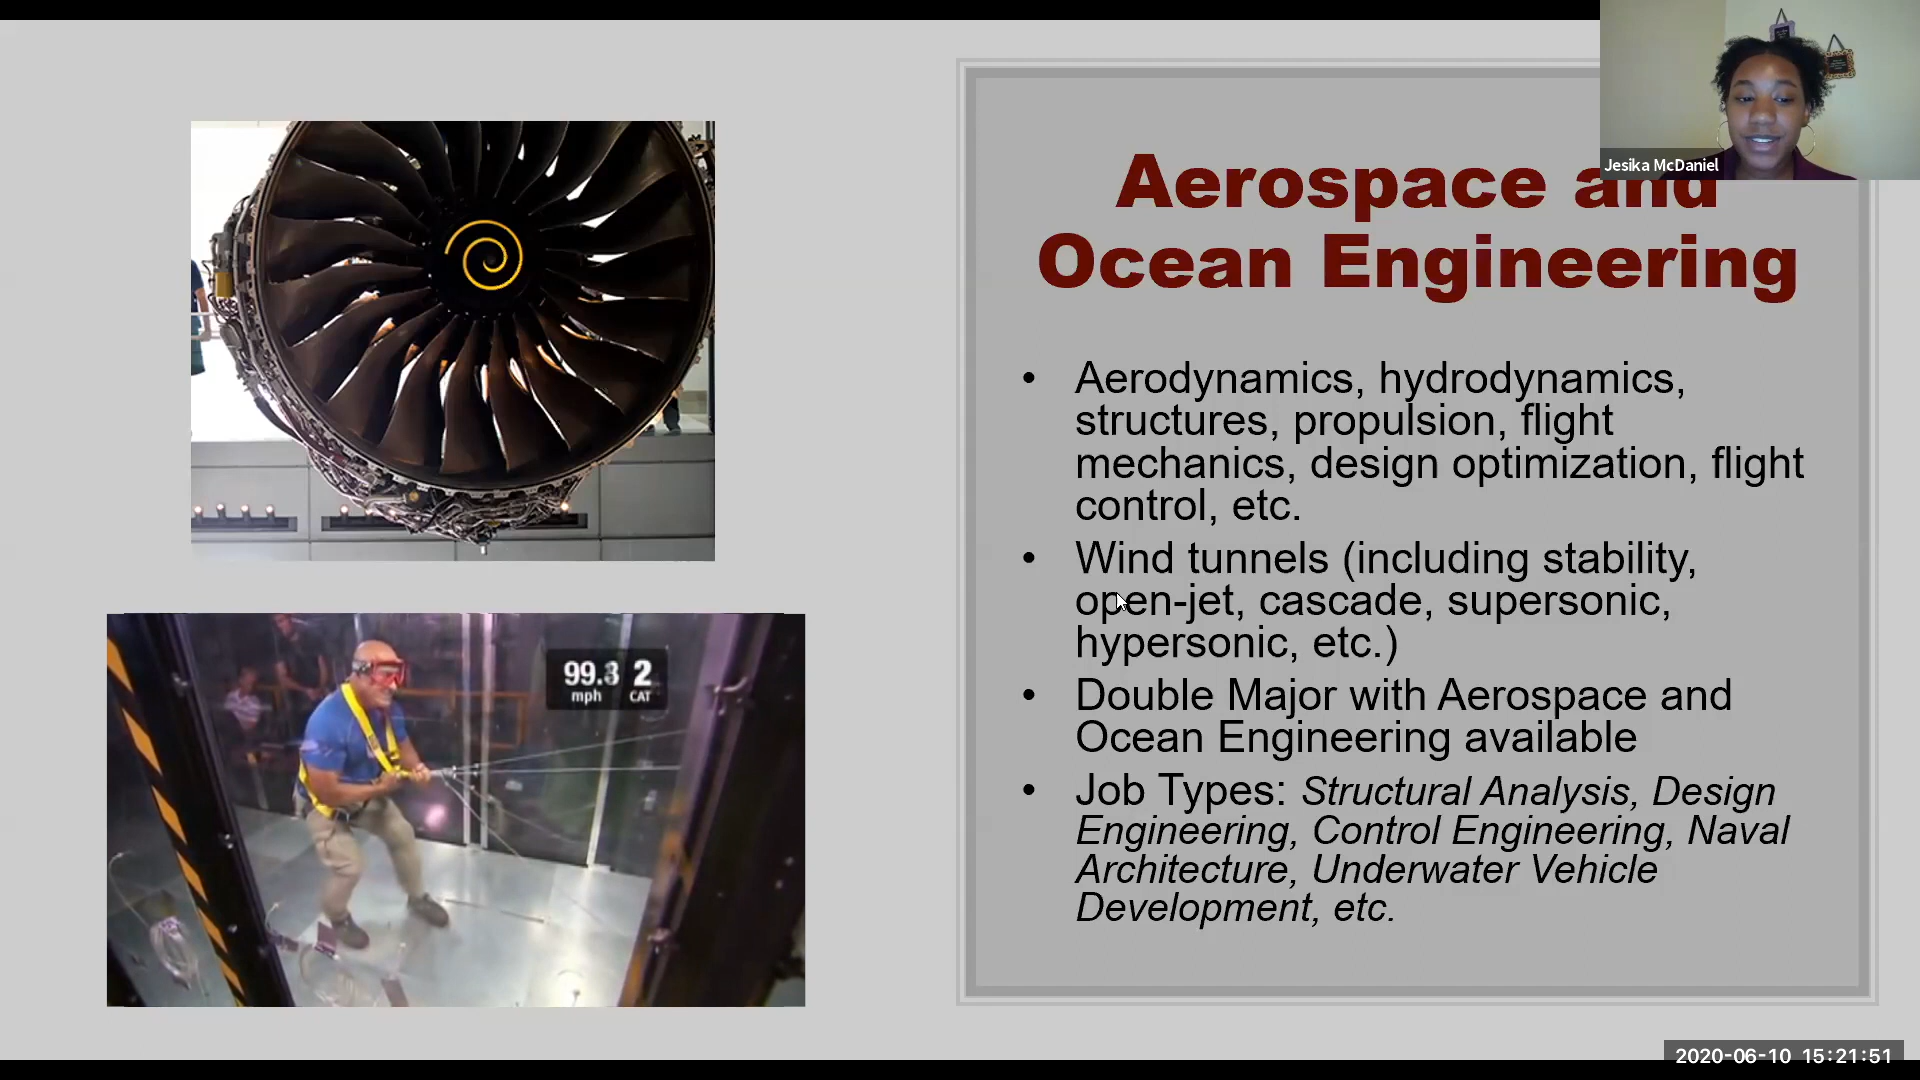 Jesika McDaniel
Aerospace and
Ocean Engineering
• Aerodynamics, hydrodynamics,
structures, propulsion, flight
mechanics, design optimization, flight
control, etc.
• Wind tunnels (including stability,
open-jet, cascade, supersonic,
hypersonic, etc.)
• Double Major with Aerospace and
Ocean Engineering available
• Job Types: Structural Analysis, Design
Engineering, Control Engineering, Naval
Architecture, Underwater Vehicle
Development, etc.
99.3 2
mph CAT
2020-06-10 15:21:51